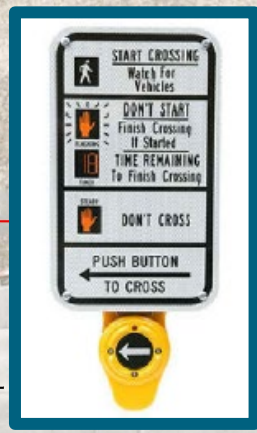 START CROSSING
Watch For
Vehicles
DON'T START
Finish Crossing
If Started
FLASHING
18
TIME REMAINING
To Finish Crossing
TIMER
STEADY
DON'T CROSS
PUSH BUTTON
TO CROSS